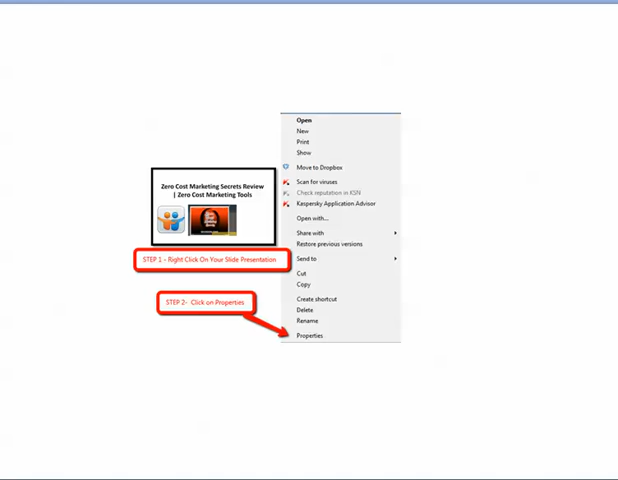 Zero Cost Marketing Secrets Review
| Zero Cost Marketing Tools
STEP 1 - Right Click On Your Slide Presentation
STEP 2- Click on Properties
Open
New
Print
Show
Move to Dropbox
Scan for viruses
Check reputation in KSN
Kaspersky Application Advisor
Open with...
Share with
Restore previous versions
Send to
Cut
Copy
Create shortcut
Delete
Rename
Properties